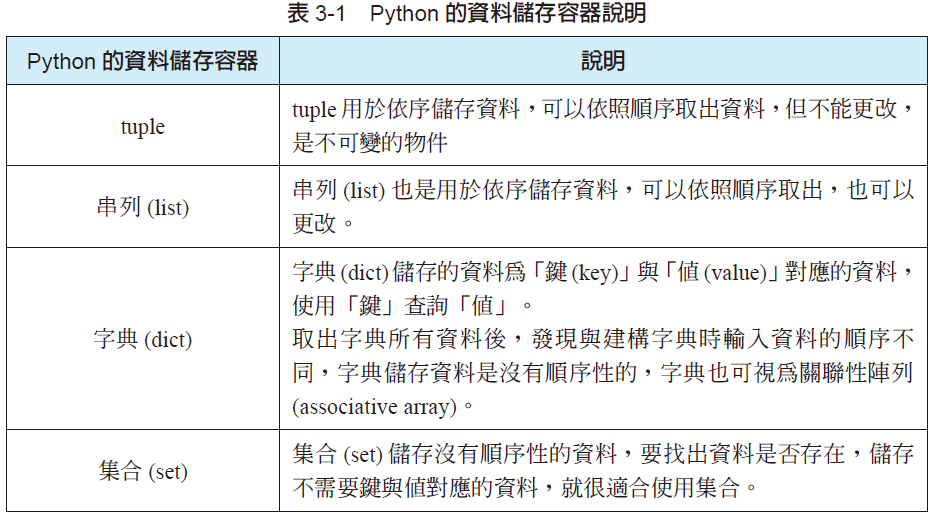 表 3-1 Python 的資料儲存容器說明
Python 的資料儲存容器
說明
tuple
tuple 用於依序儲存資料，可以依照順序取出資料，但不能更改，
是不可變的物件
串列 (list)
串列 (list) 也是用於依序儲存資料，可以依照順序取出，也可以
更改。
字典 (dict)
字典 (dict) 儲存的資料為「鍵 (key)」與「值 (value)」對應的資料，
使用「鍵」查詢「值」。
取出字典所有資料後，發現與建構字典時輸入資料的順序不
同，字典儲存資料是沒有順序性的，字典也可視為關聯性陣列
(associative array)。
集合 (set)
集合 (set) 儲存沒有順序性的資料，要找出資料是否存在，儲存
不需要鍵與值對應的資料，就很適合使用集合。